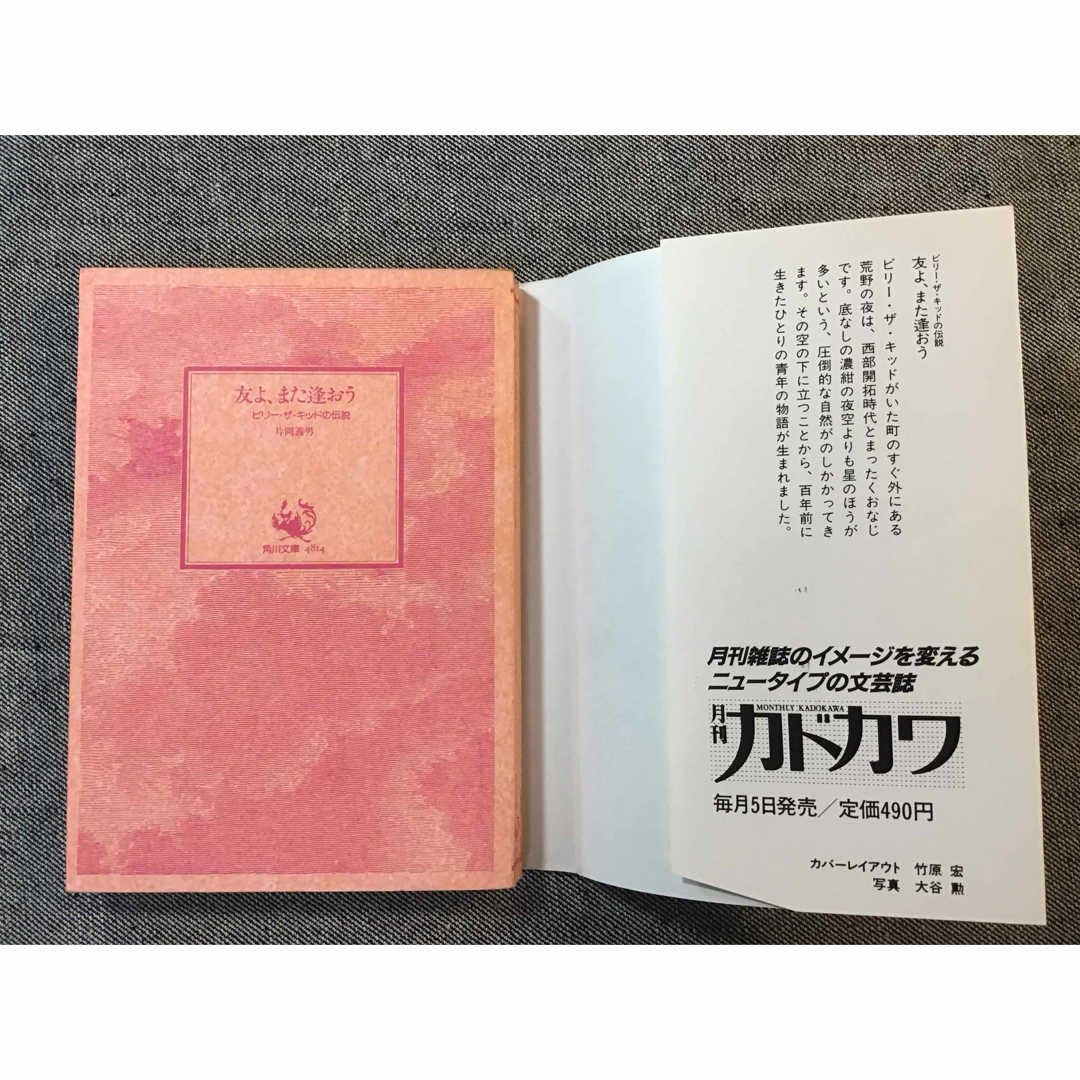 友よ、また逢おう
ビリー・ザ・キッドの伝説
片岡義男
角川文庫 4814
ビリー・ザ・キッドの伝説
友よ、また逢おう
ビリー・ザ・キッドがいた町のすぐ外にある
荒野の夜は、西部開拓時代とまったくおなじ
です。底なしの濃紺の夜空よりも星のほうが
多いという、圧倒的な自然がのしかかってき
ます。その空の下に立つことから、百年前に
生きたひとりの青年の物語が生まれました。
月刊雑誌のイメージを変える
ニュータイプの文芸誌
MONTHLY KADOKAWA
月刊カドカワ
毎月5日発売／定価490円
カバーレイアウト 竹原 宏
写真 大谷 勲